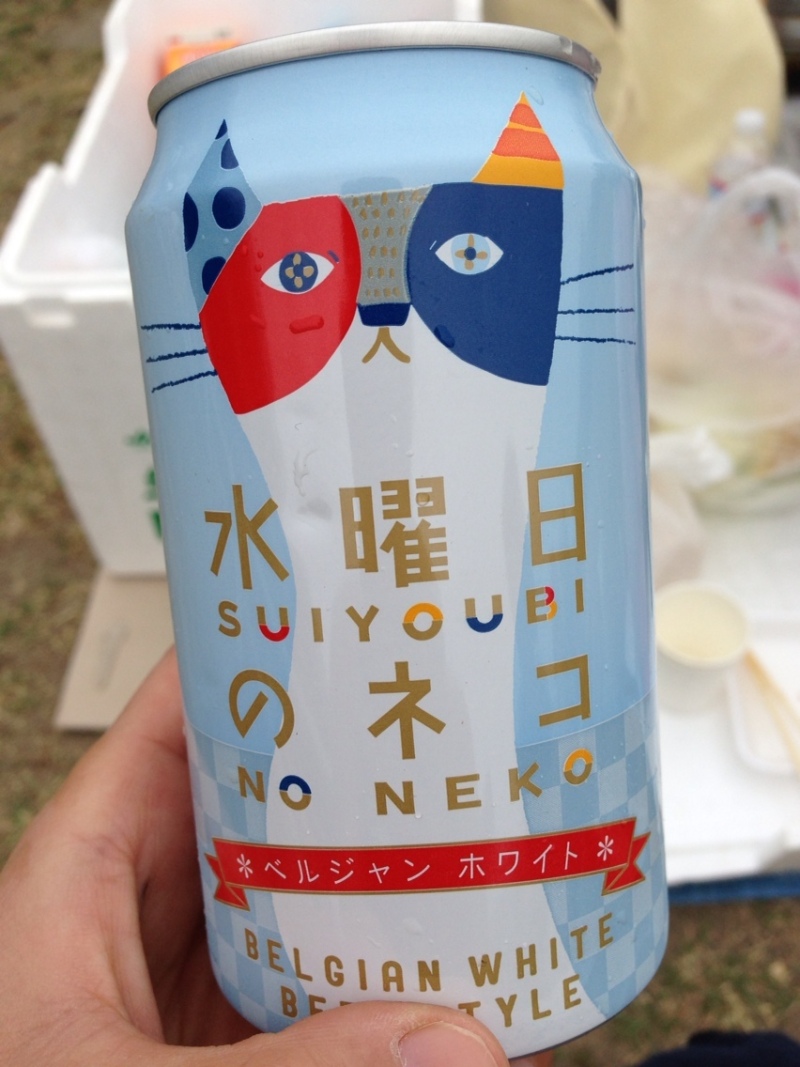 水曜日
SUIYOUBI
のネコ
NO NEKO
*ベルジャン ホワイト*
BELGIAN WHITE